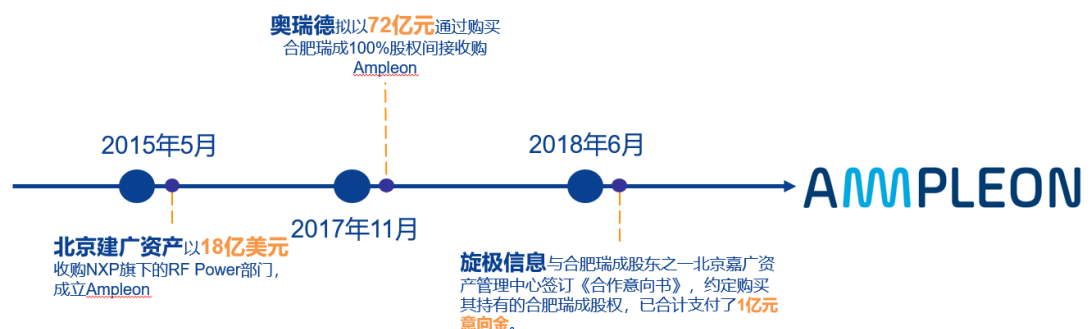 奥瑞德拟以72亿元通过购买
合肥瑞成100%股权间接收购
Ampleon
2015年5月
2018年6月
AMPLEON
2017年11月
北京建广资产以18亿美元
收购NXP旗下的RF Power部门，
成立Ampleon
旋极信息与合肥瑞成股东之一北京嘉广资
产管理中心签订《合作意向书》，约定购买
其持有的合肥瑞成股权，已合计支付了1亿元
意向金。